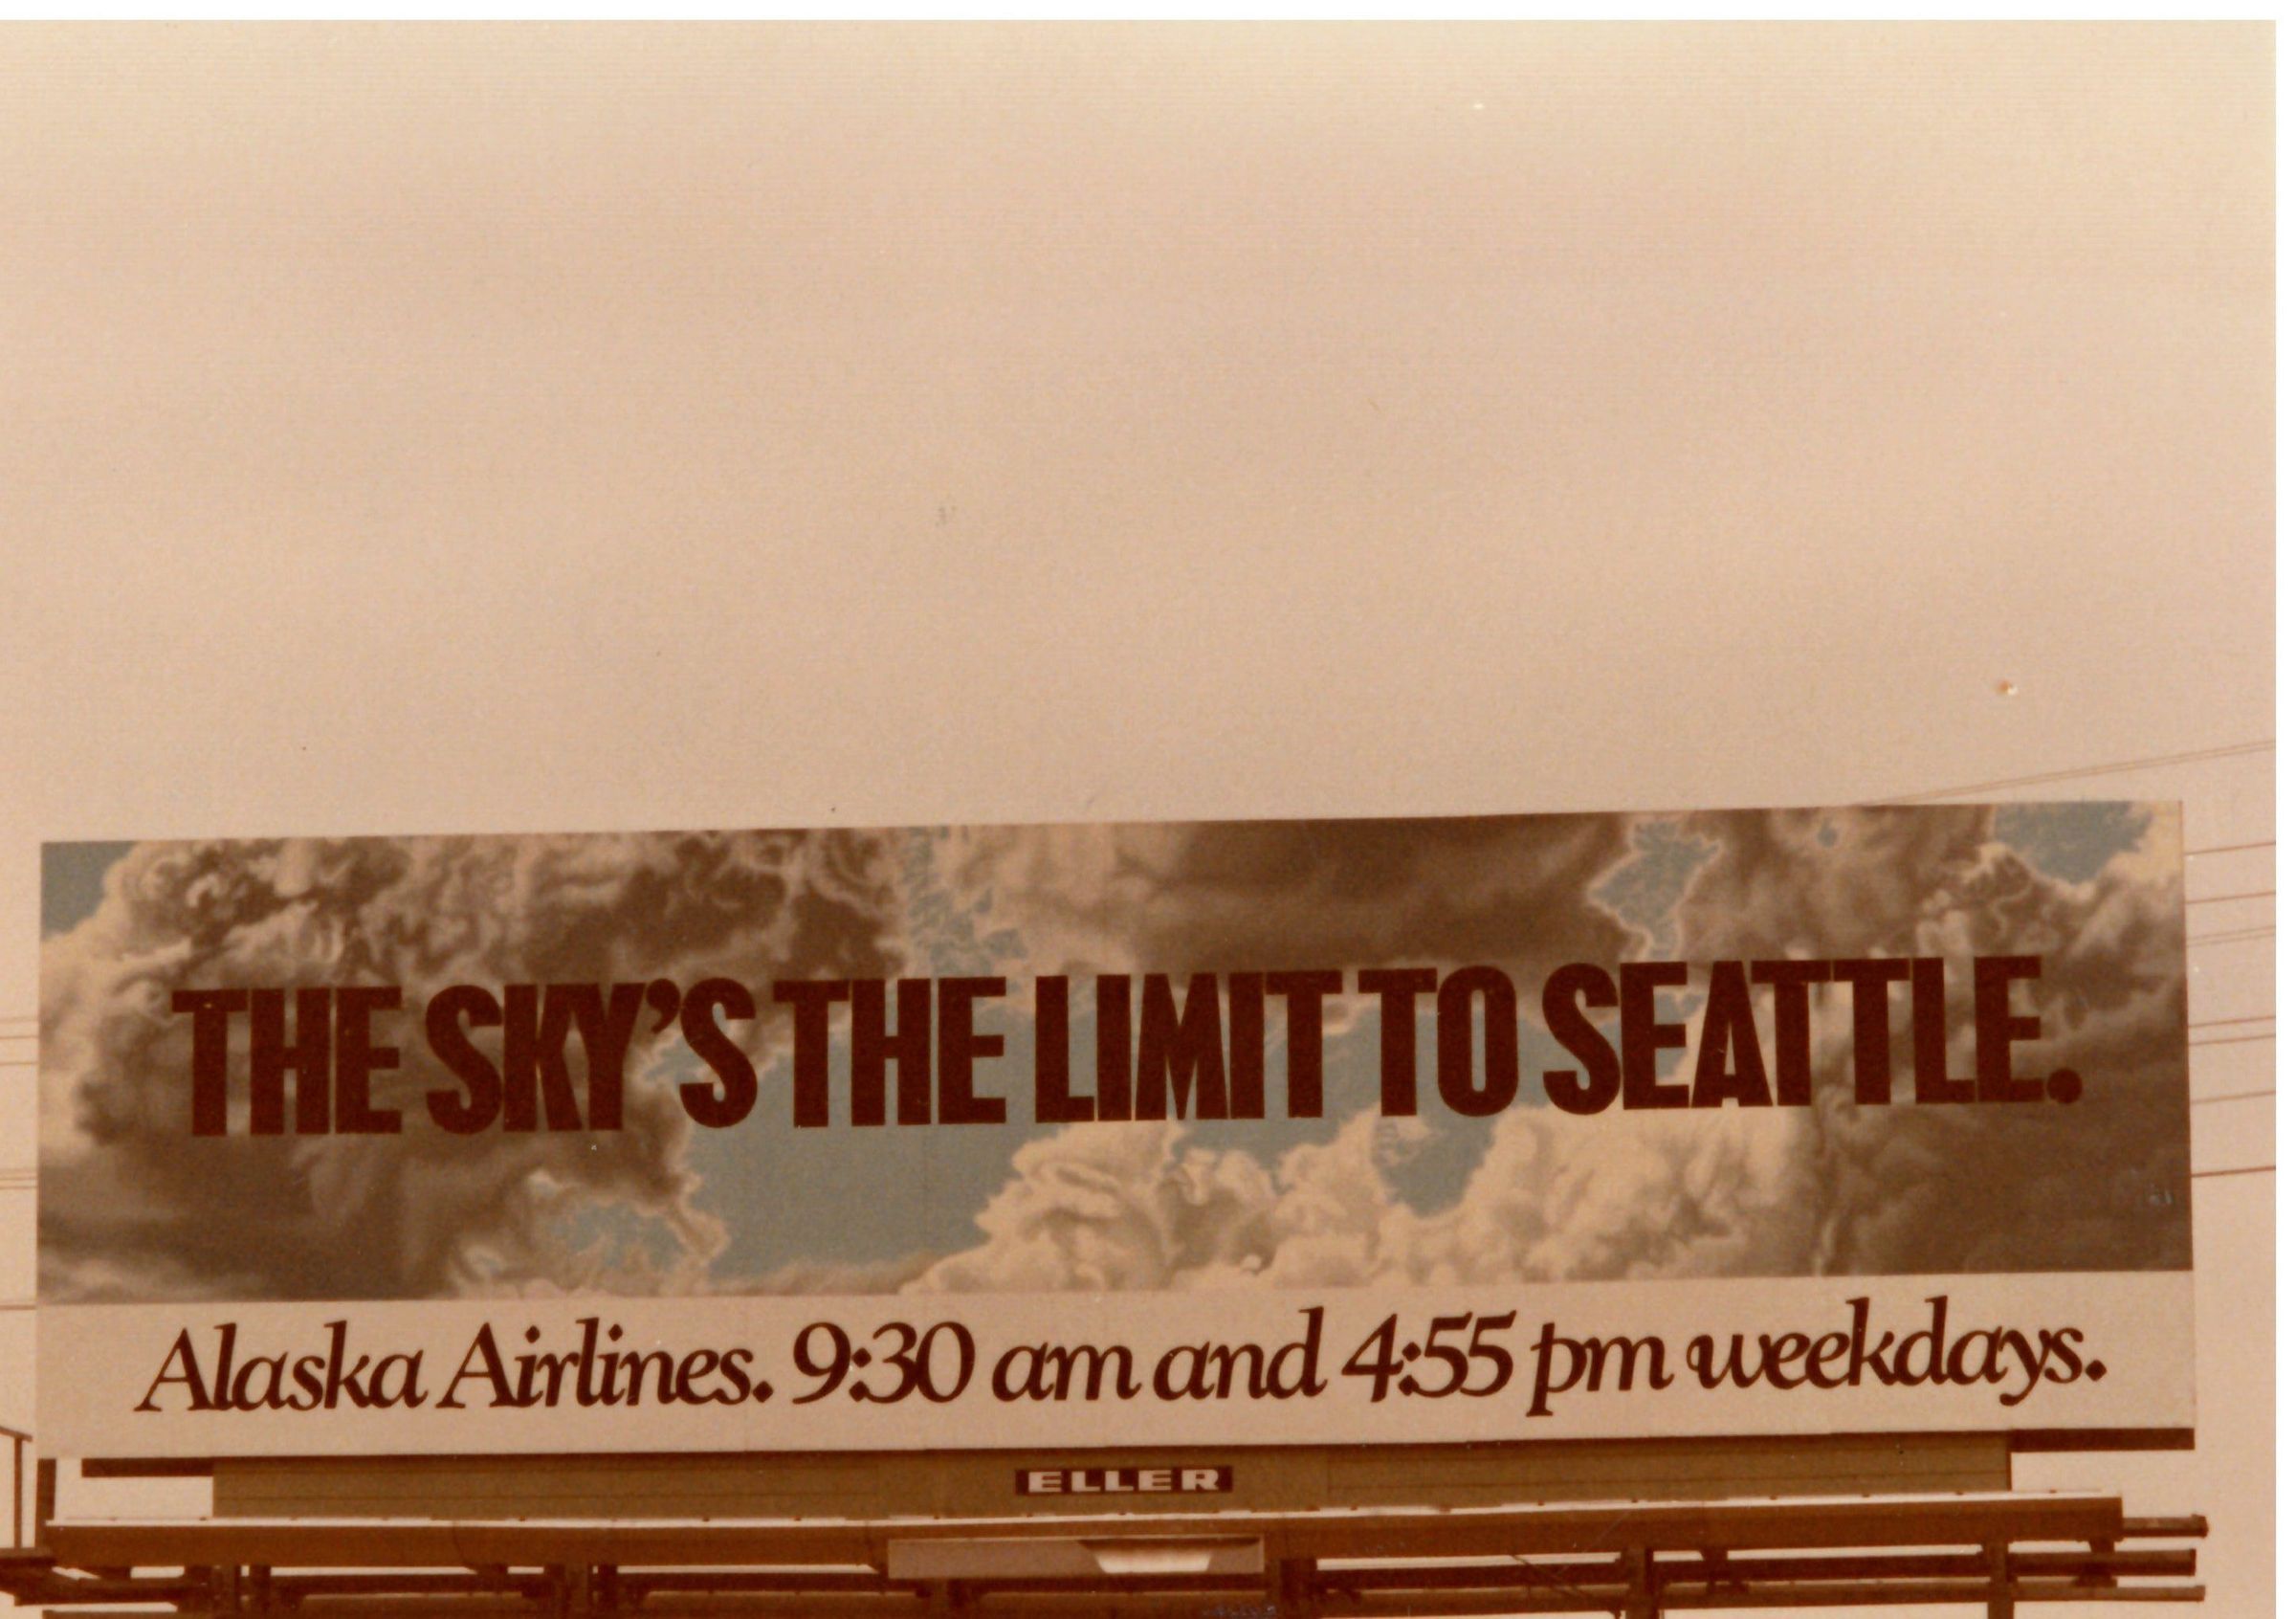 THE SKY'S THE LIMIT TO SEATTLE.
Alaska Airlines. 9:30 am and 4:55 pm weekdays.
ELLER